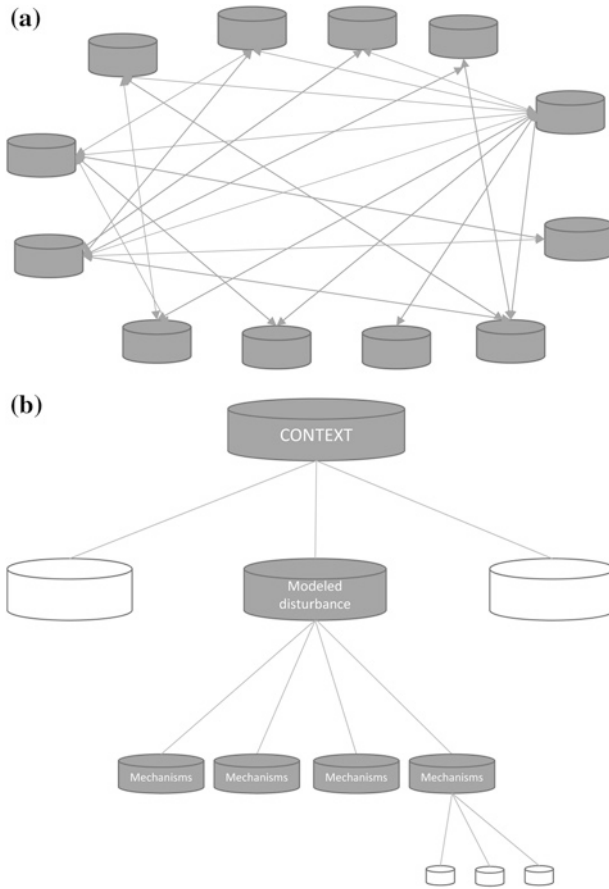 (a)
(b)
CONTEXT
Modeled
disturbance
Mechanisms
Mechanisms
Mechanisms
Mechanisms